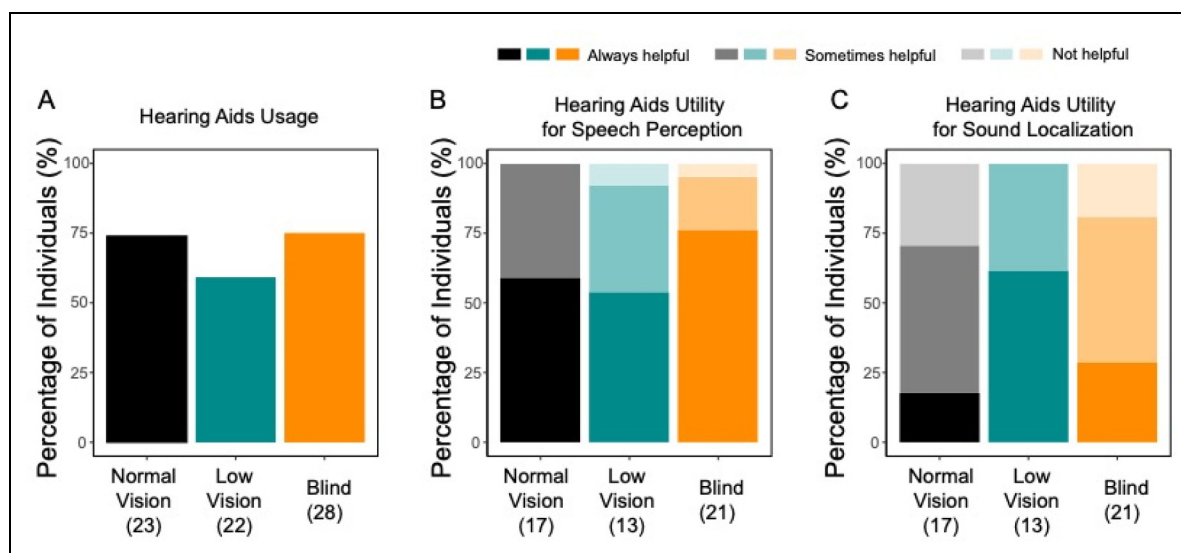 Always helpful
Sometimes helpful
Not helpful
A
Hearing Aids Usage
Percentage of Individuals (%)
100
75
50
25
0
Normal
Vision
(23)
Low
Vision
(22)
Blind
(28)
B
Hearing Aids Utility
for Speech Perception
Percentage of Individuals (%)
100
75
50
25
0
Normal
Vision
(17)
Low
Vision
(13)
Blind
(21)
C
Hearing Aids Utility
for Sound Localization
Percentage of Individuals (%)
100
75
50
25
0
Normal
Vision
(17)
Low
Vision
(13)
Blind
(21)